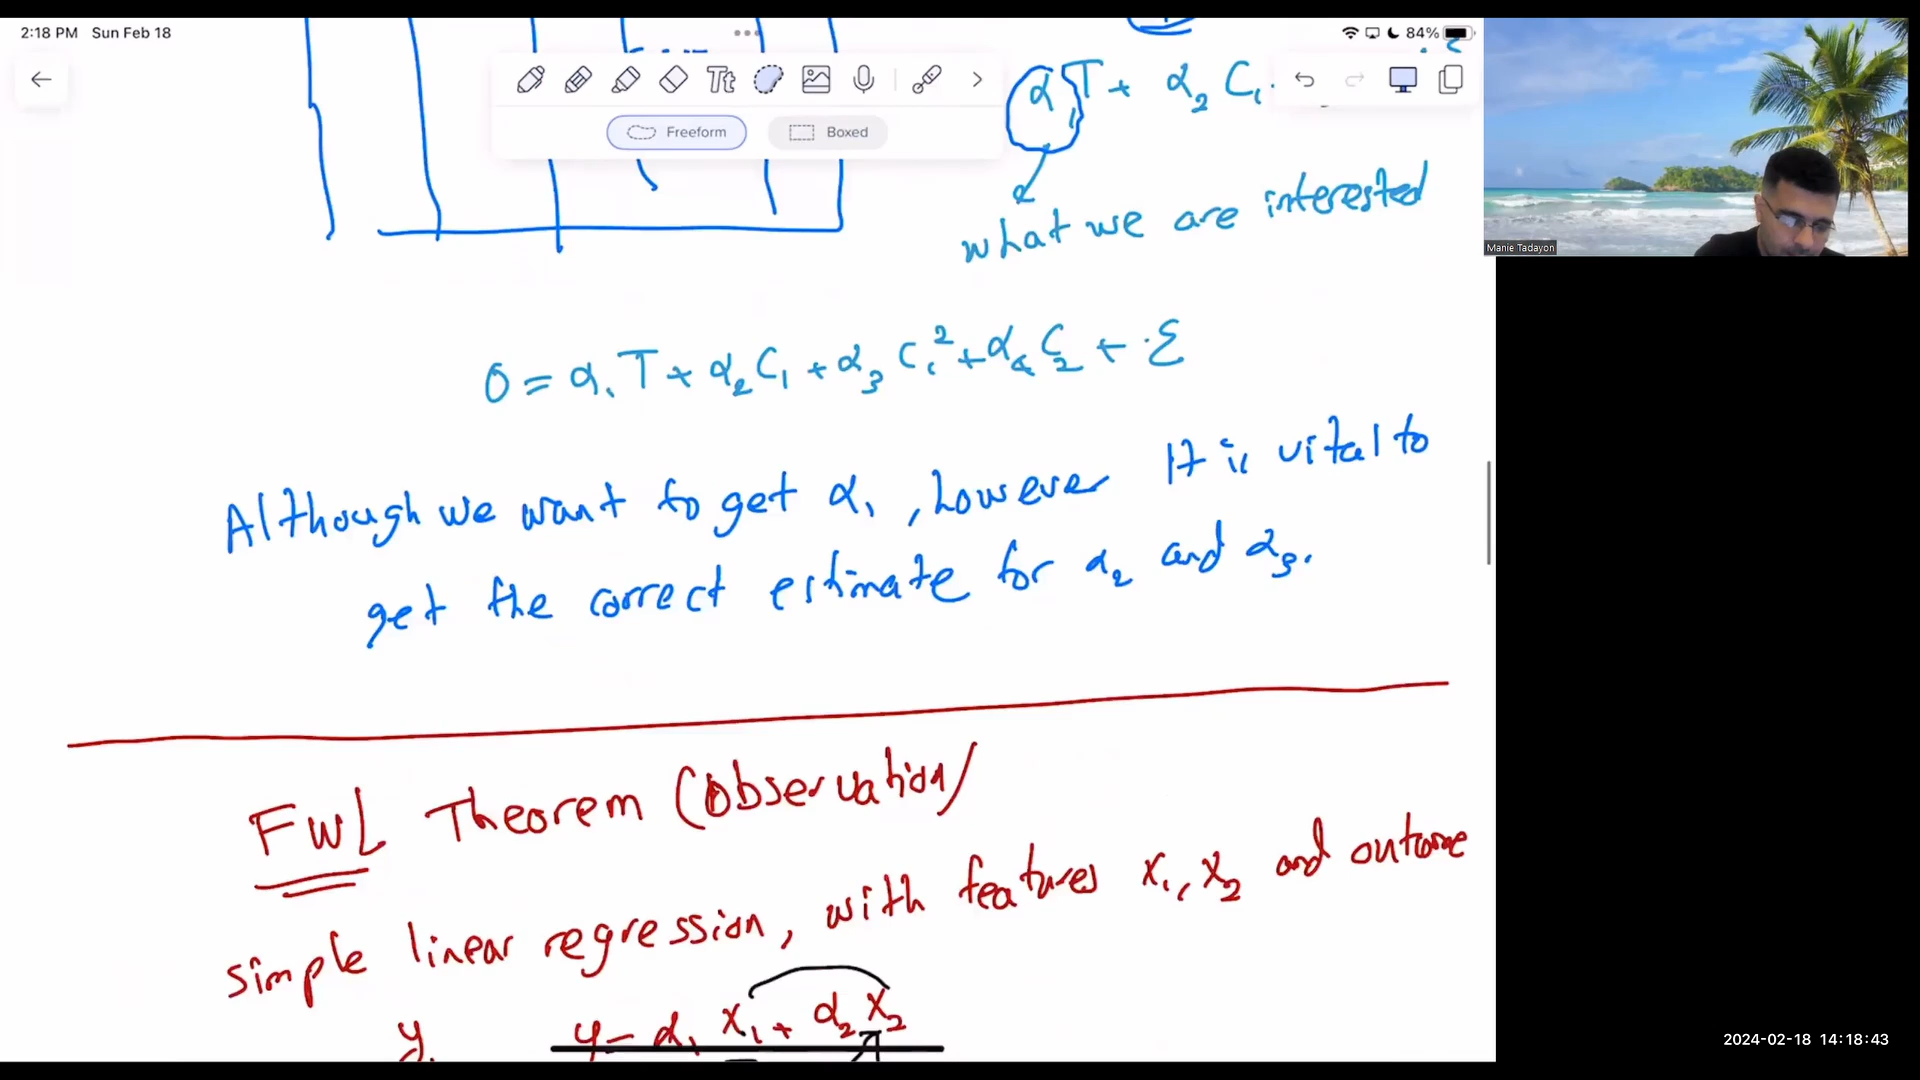 2:18 PM Sun Feb 18
84%
Tt
Freeform
Boxed
α₁T + α₂ C₁
what we are interested
O = α₁T + α₂C₁ + α₃ C₁² + α₄ C₂ + ε
Although we want to get α₁, however It is vital to
get the correct estimate for α₂ and α₃.
FWL Theorem (Observation)
simple linear regression, with features x₁, x₂ and outcome
y. y = α₁ x₁ + α₂ x₂
Manie Tadayon
2024-02-18 14:18:43